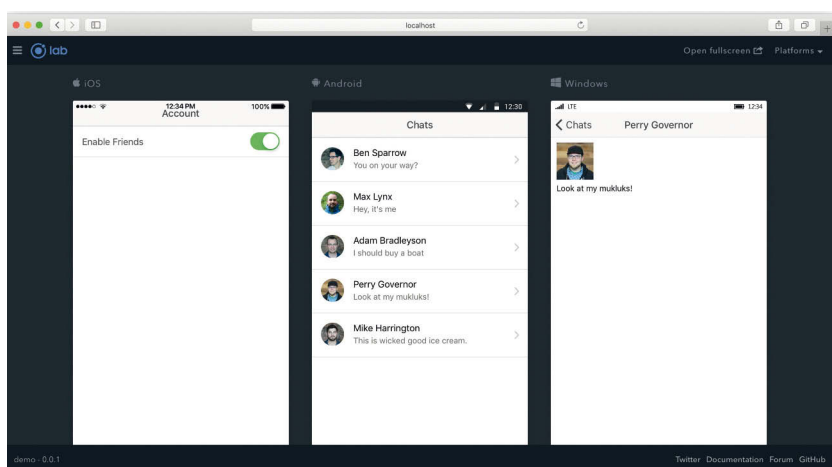 localhost
lab
Open fullscreen
Platforms
iOS
12:34 PM
100%
Account
Enable Friends
Android
12:30
Chats
Ben Sparrow
You on your way?
Max Lynx
Hey, it's me
Adam Bradleyson
I should buy a boat
Perry Governor
Look at my mukluks!
Mike Harrington
This is wicked good ice cream.
Windows
LTE
12:34
Chats
Perry Governor
Look at my mukluks!
demo - 0.0.1
Twitter Documentation Forum GitHub